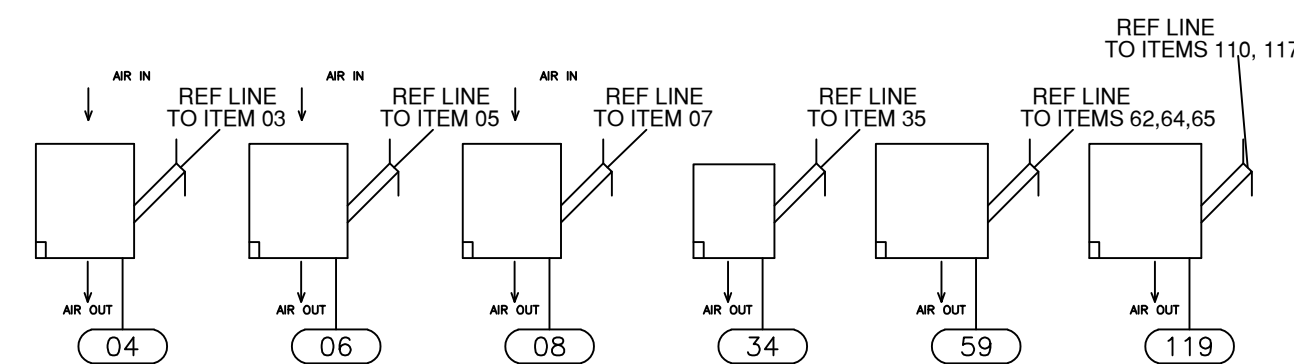 REF LINE
TO ITEMS 110, 117
AIR IN
AIR IN
AIR IN
REF LINE
TO ITEM 03
REF LINE
TO ITEM 05
REF LINE
TO ITEM 07
REF LINE
TO ITEM 35
REF LINE
TO ITEMS 62,64,65
AIR OUT
AIR OUT
AIR OUT
AIR OUT
AIR OUT
AIR OUT
04
06
08
34
59
119